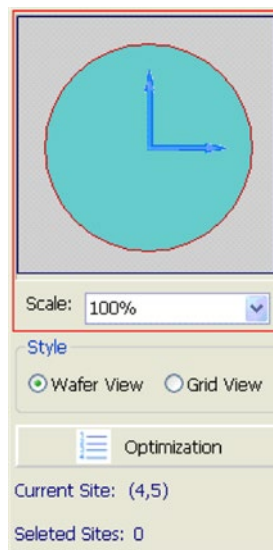 Scale: 100%
Style
Wafer View Grid View
Optimization
Current Site: (4,5)
Seleted Sites: 0